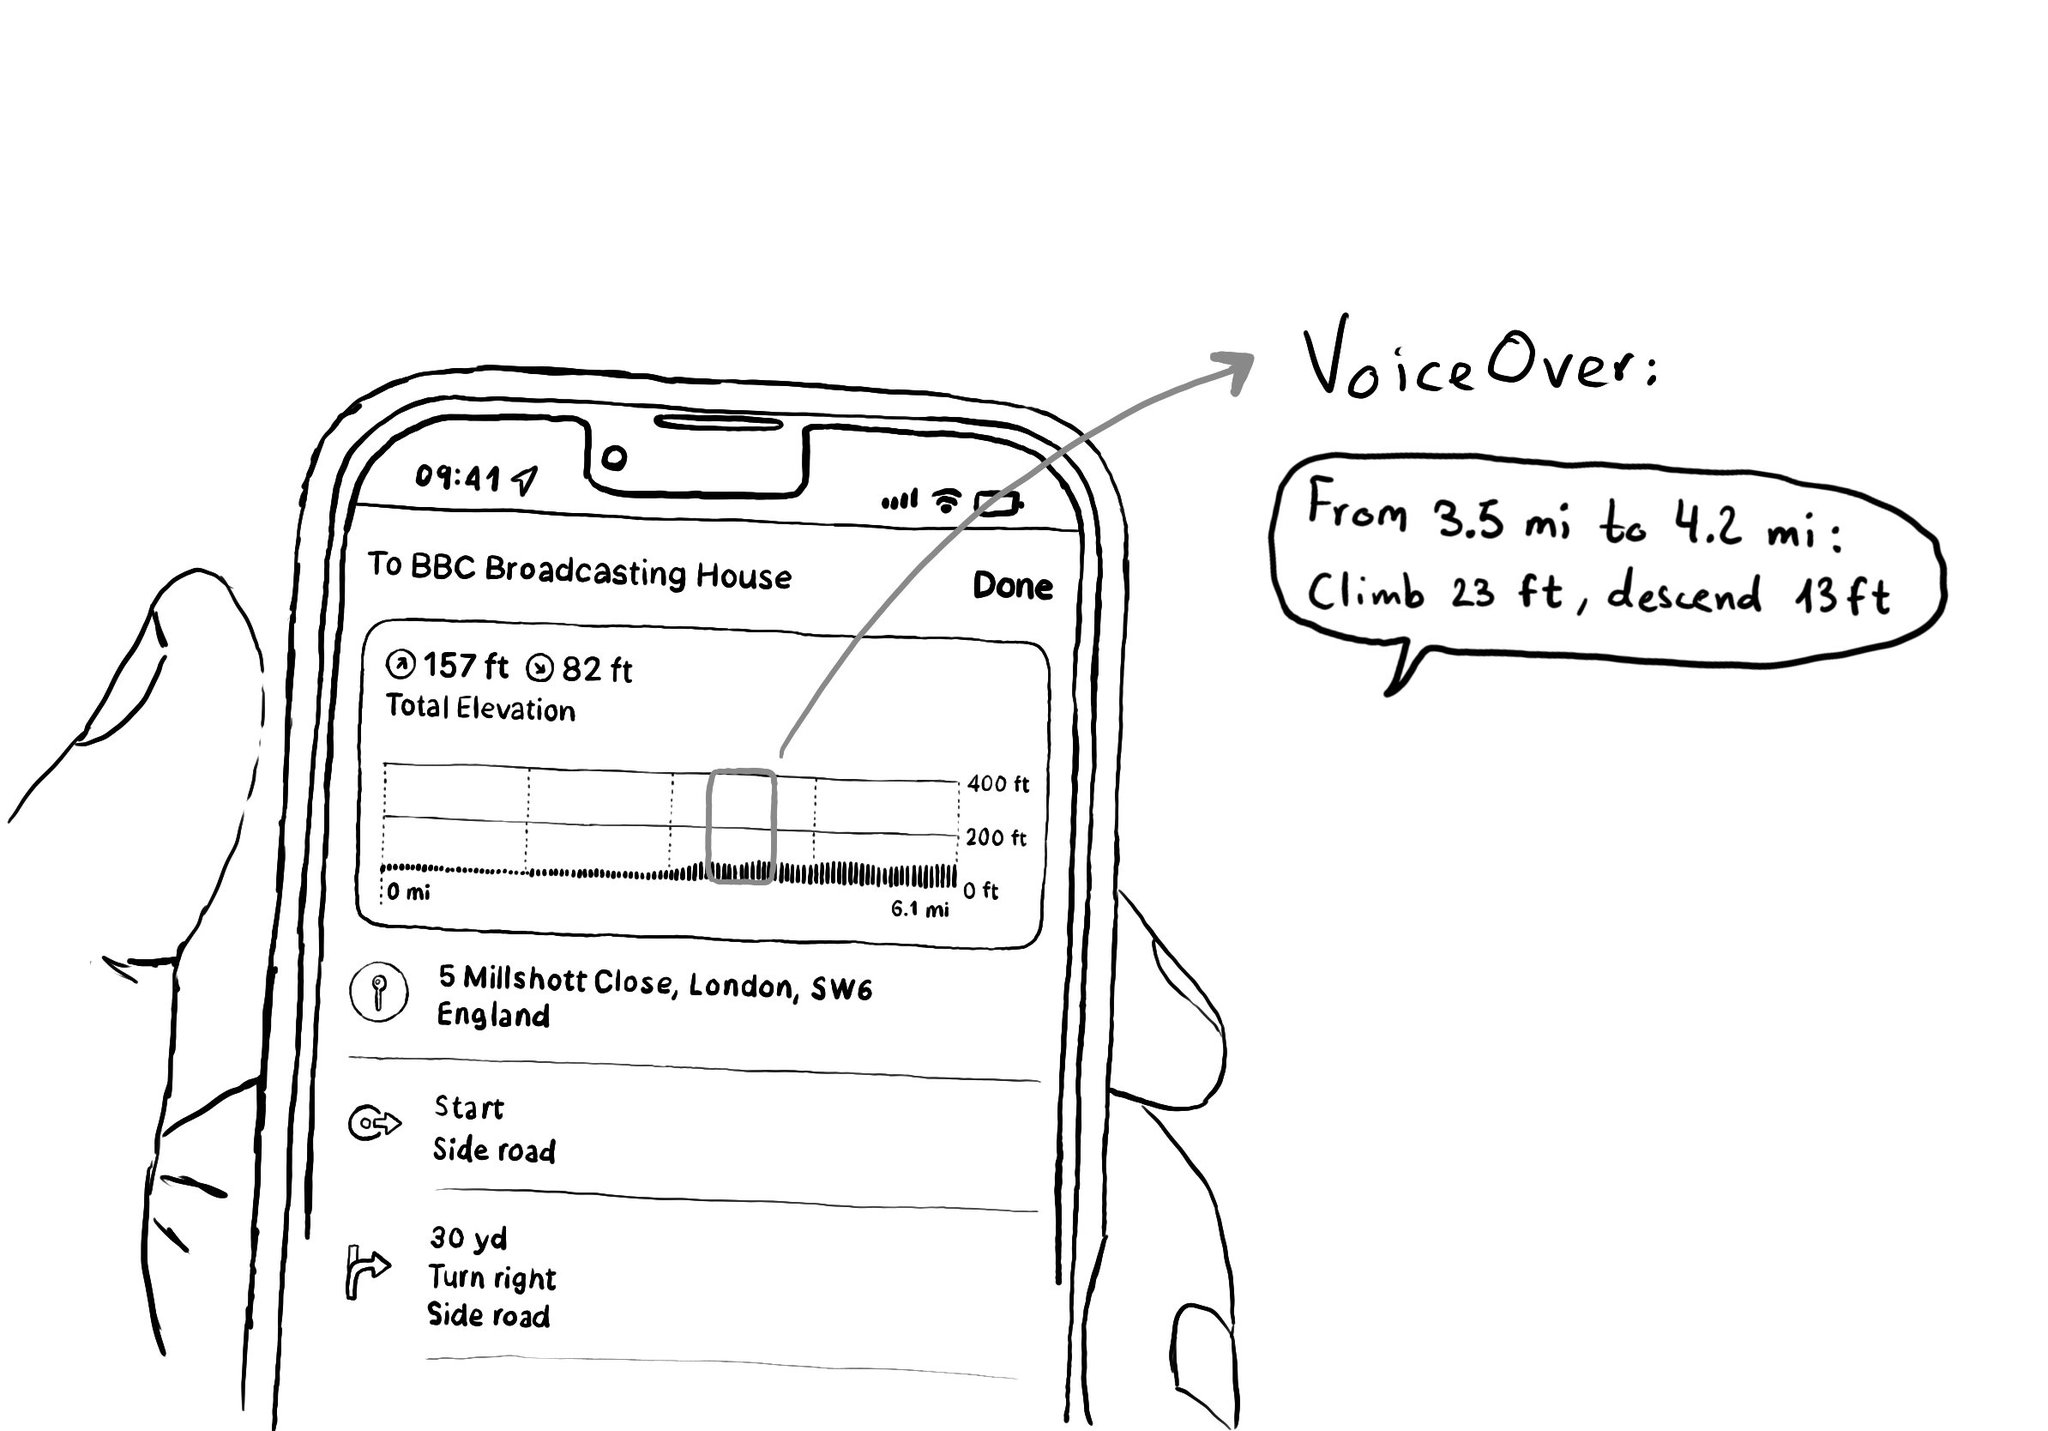 09:41
To BBC Broadcasting House
Done
157 ft 82 ft
Total Elevation
400 ft
200 ft
0 ft
0 mi
6.1 mi
5 Millshott Close, London, SW6
England
Start
Side road
30 yd
Turn right
Side road
VoiceOver:
From 3.5 mi to 4.2 mi:
Climb 23 ft, descend 13ft